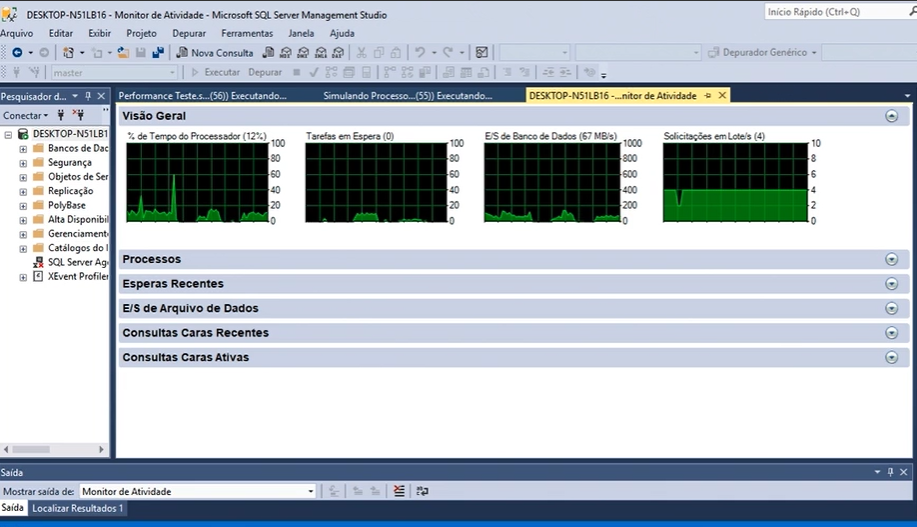 DESKTOP-N51LB16 - Monitor de Atividade - Microsoft SQL Server Management Studio
Início Rápido (Ctrl+Q)
Arquivo Editar Exibir Projeto Depurar Ferramentas Janela Ajuda
Nova Consulta
Depurador Genérico
master
Executar Depurar
Pesquisador d...
Performance Teste.s...(56)) Executando...
Simulando Processo...(55)) Executando...
DESKTOP-N51LB16 -...nitor de Atividade
Conectar
DESKTOP-N51LB1
Bancos de Dac
Segurança
Objetos de Ser
Replicação
PolyBase
Alta Disponibil
Gerenciamento
Catálogos do I
SQL Server Age
XEvent Profiler
Visão Geral
% de Tempo do Processador (12%)
100
80
60
40
20
0
Tarefas em Espera (0)
100
80
60
40
20
0
E/S de Banco de Dados (67 MB/s)
1000
800
600
400
200
0
Solicitações em Lote/s (4)
10
8
6
4
2
0
Processos
Esperas Recentes
E/S de Arquivo de Dados
Consultas Caras Recentes
Consultas Caras Ativas
Saída
Mostrar saída de: Monitor de Atividade
Saída Localizar Resultados 1